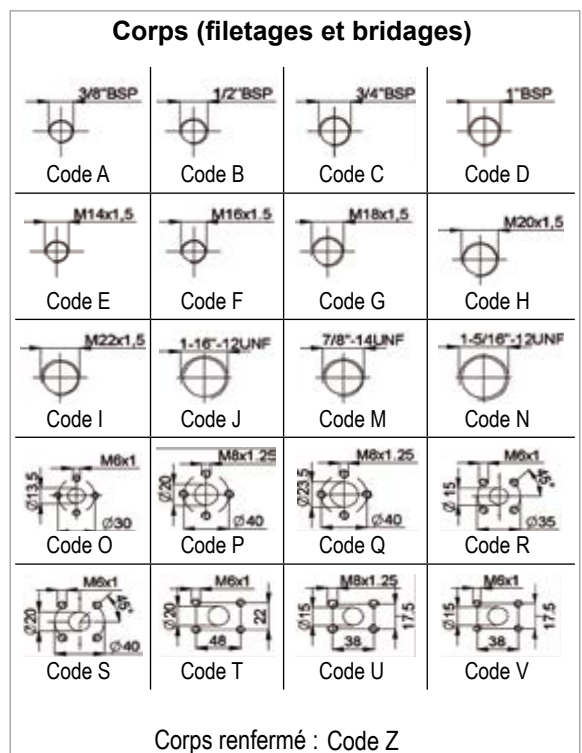 Corps (filetages et bridages)
3/8"BSP 1/2"BSP 3/4"BSP 1"BSP
Code A Code B Code C Code D
M14x1,5 M16x1.5 M18x1,5 M20x1,5
Code E Code F Code G Code H
M22x1,5 1-16"-12UNF 7/8"-14UNF 1-5/16"-12UNF
Code I Code J Code M Code N
M6x1 M8x1.25 M8x1.25 M6x1
Ø13,5 Ø20 Ø23,5 Ø15 45°
Ø30 Ø40 Ø40 Ø35
Code O Code P Code Q Code R
M6x1 M6x1 M8x1.25 M6x1
Ø20 45° Ø20 22 Ø15 17.5 Ø15 17.5
Ø40 48 38 38
Code S Code T Code U Code V
Corps renfermé : Code Z